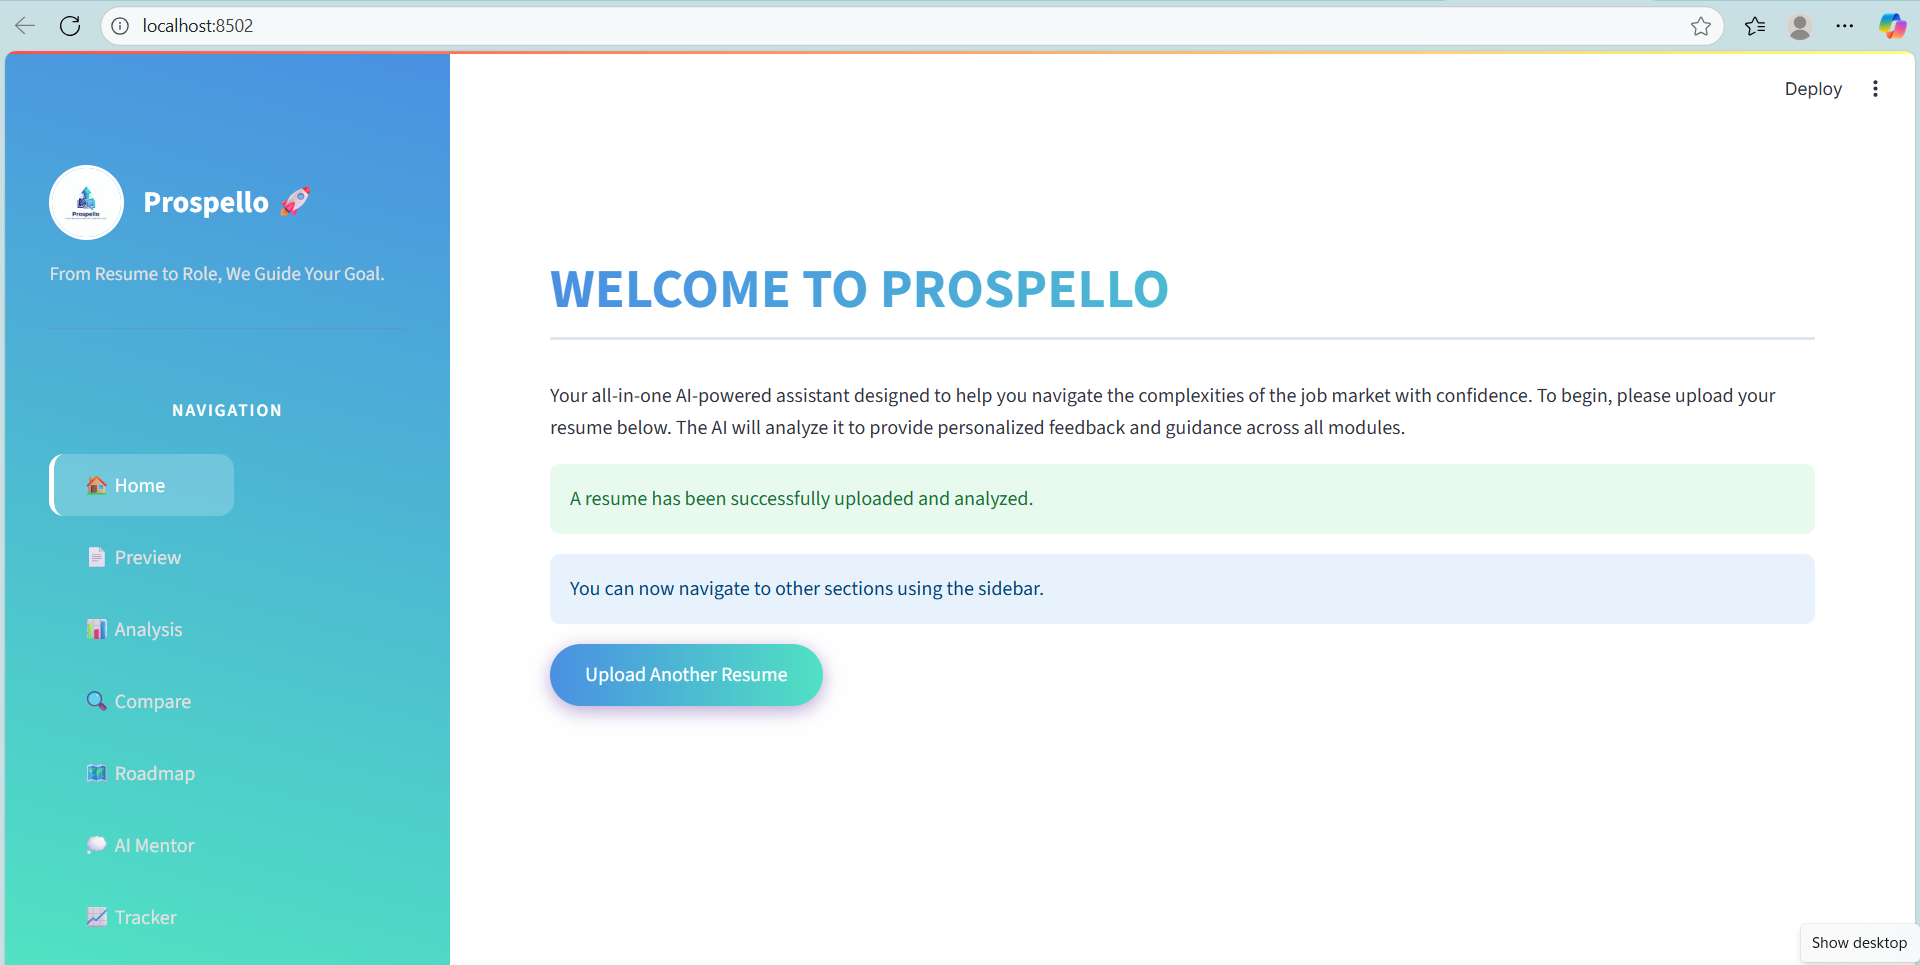 localhost:8502
Deploy
Prospello
Prospello 🚀
From Resume to Role, We Guide Your Goal.
NAVIGATION
🏠 Home
📄 Preview
📊 Analysis
🔍 Compare
🗺️ Roadmap
💭 AI Mentor
📈 Tracker
WELCOME TO PROSPELLO
Your all-in-one AI-powered assistant designed to help you navigate the complexities of the job market with confidence. To begin, please upload your
resume below. The AI will analyze it to provide personalized feedback and guidance across all modules.
A resume has been successfully uploaded and analyzed.
You can now navigate to other sections using the sidebar.
Upload Another Resume
Show desktop